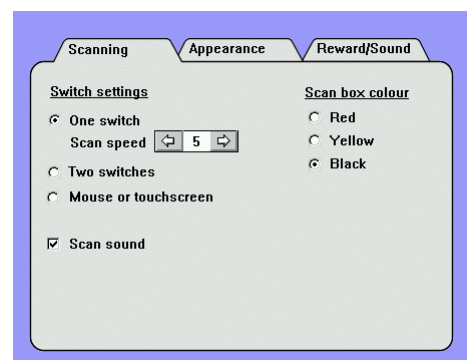 Scanning Appearance Reward/Sound
Switch settings
One switch
Scan speed 5
Two switches
Mouse or touchscreen
Scan sound
Scan box colour
Red
Yellow
Black